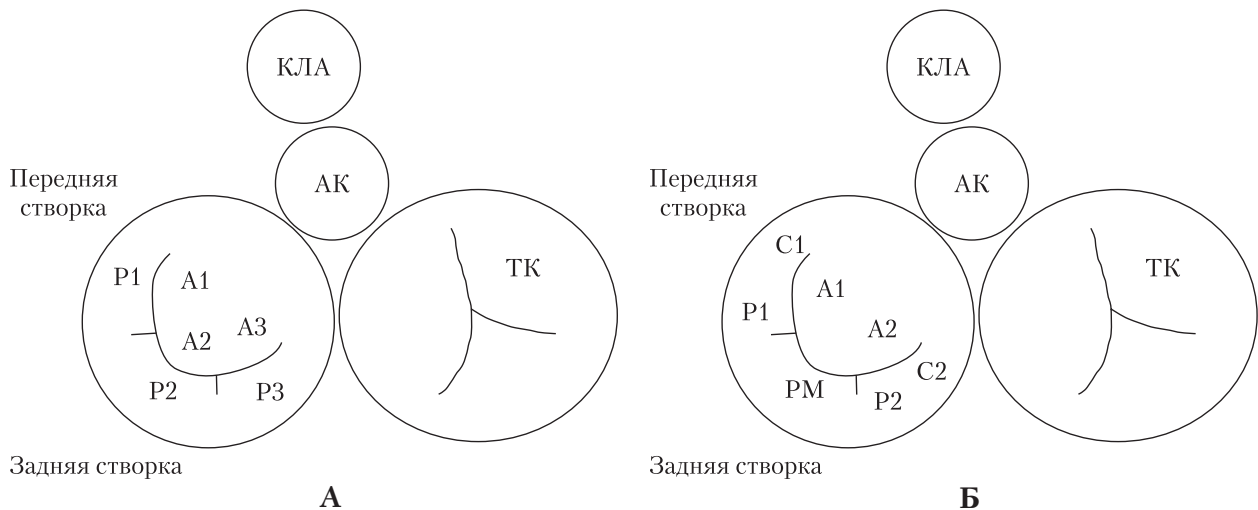 КЛА
АК
Передняя
створка
ТК
P1
A1
A2
A3
P2
P3
Задняя створка
А
КЛА
АК
Передняя
створка
ТК
C1
A1
P1
A2
C2
PM
P2
Задняя створка
Б